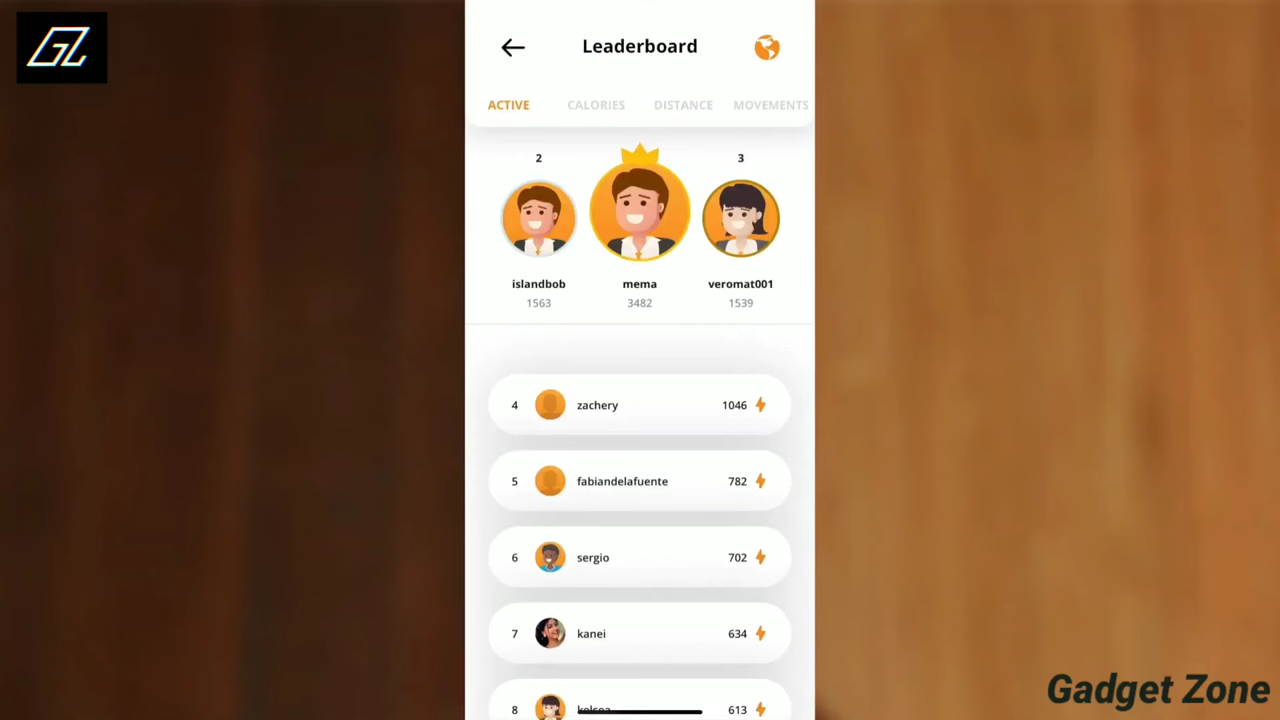 GZ
Leaderboard
ACTIVE CALORIES DISTANCE MOVEMENTS
2 3
islandbob mema veromat001
1563 3482 1539
4 zachery 1046
5 fabiandelafuente 782
6 sergio 702
7 kanei 634
8 kelsea 613
Gadget Zone